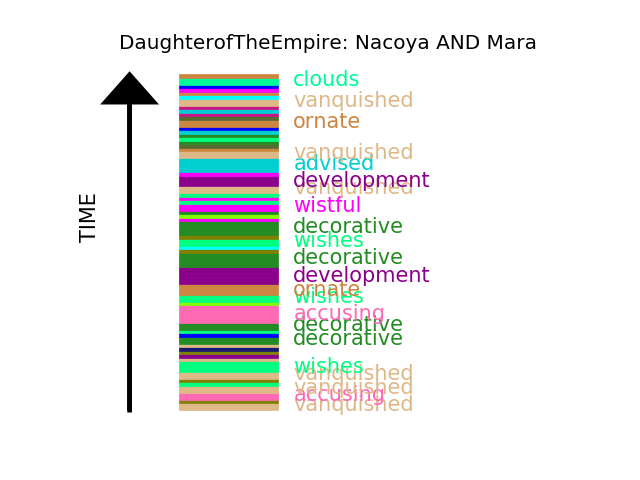 DaughterofTheEmpire: Nacoya AND Mara
TIME
clouds
vanquished
ornate
vanquished
advised
development
vanquished
wistful
decorative
wishes
decorative
development
ornate
wishes
accusing
decorative
decorative
wishes
vanquished
vanquished
accusing
vanquished